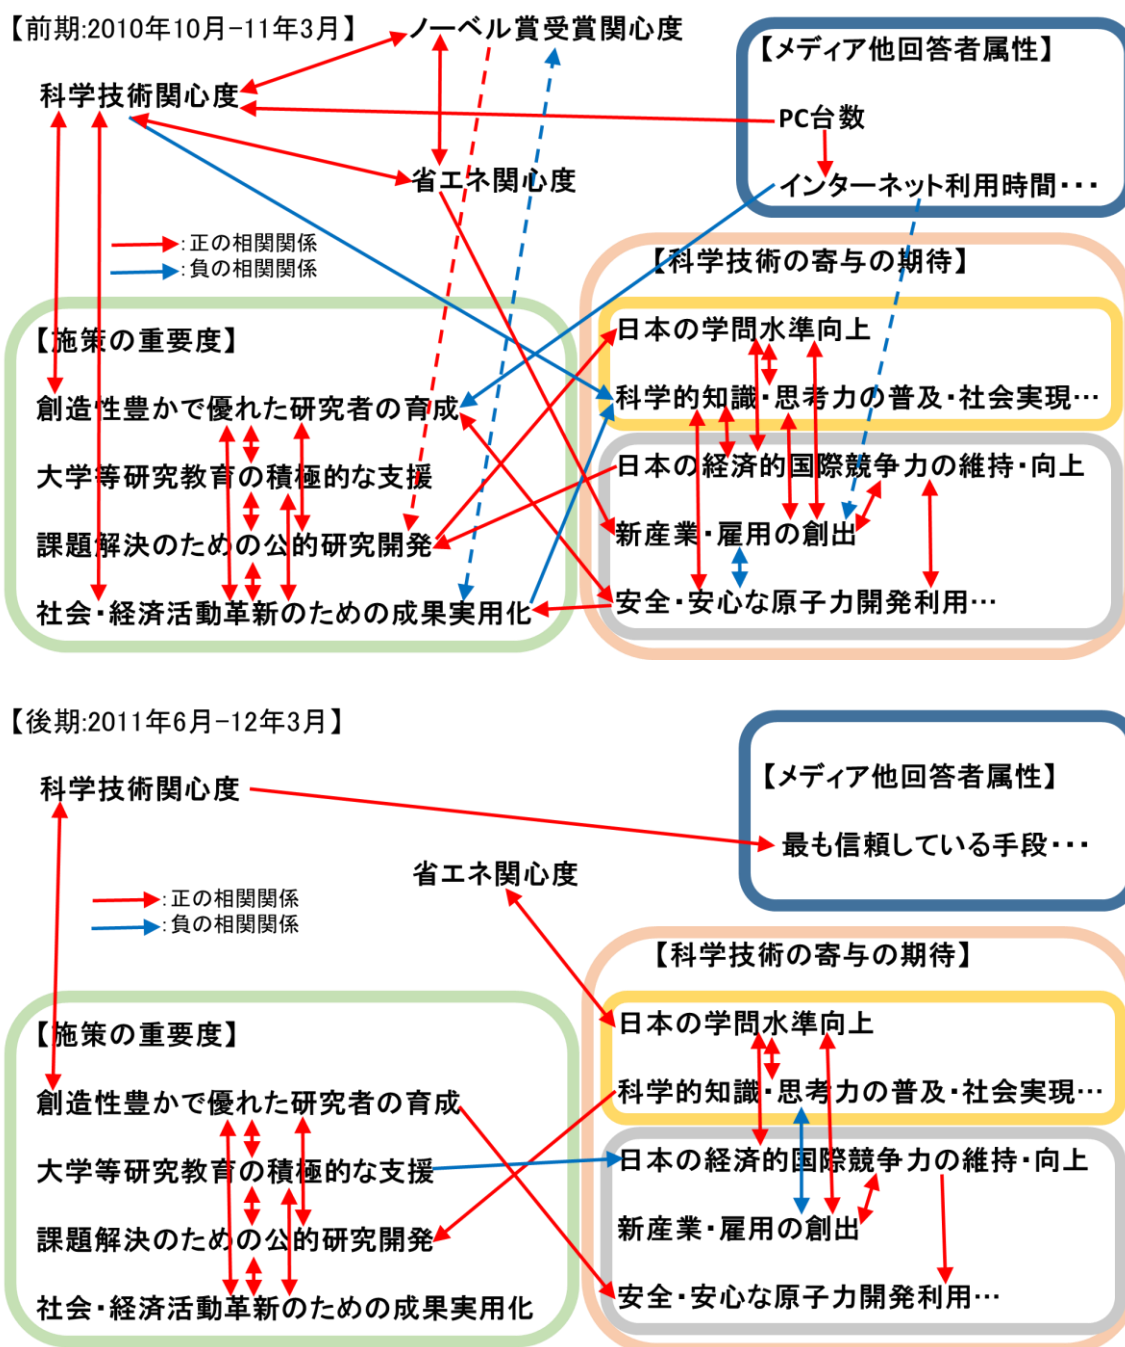 【前期:2010年10月-11年3月】
ノーベル賞受賞関心度
【メディア他回答者属性】
科学技術関心度
PC台数
省エネ関心度
インターネット利用時間･･･
:正の相関関係
:負の相関関係
【科学技術の寄与の期待】
【施策の重要度】
日本の学問水準向上
創造性豊かで優れた研究者の育成
科学的知識･思考力の普及･社会実現…
大学等研究教育の積極的な支援
日本の経済的国際競争力の維持･向上
課題解決のための公的研究開発
新産業･雇用の創出
社会･経済活動革新のための成果実用化
安全･安心な原子力開発利用…
【後期:2011年6月-12年3月】
【メディア他回答者属性】
科学技術関心度
最も信頼している手段･･･
省エネ関心度
:正の相関関係
:負の相関関係
【科学技術の寄与の期待】
【施策の重要度】
日本の学問水準向上
創造性豊かで優れた研究者の育成
科学的知識･思考力の普及･社会実現…
大学等研究教育の積極的な支援
日本の経済的国際競争力の維持･向上
課題解決のための公的研究開発
新産業･雇用の創出
社会･経済活動革新のための成果実用化
安全･安心な原子力開発利用…